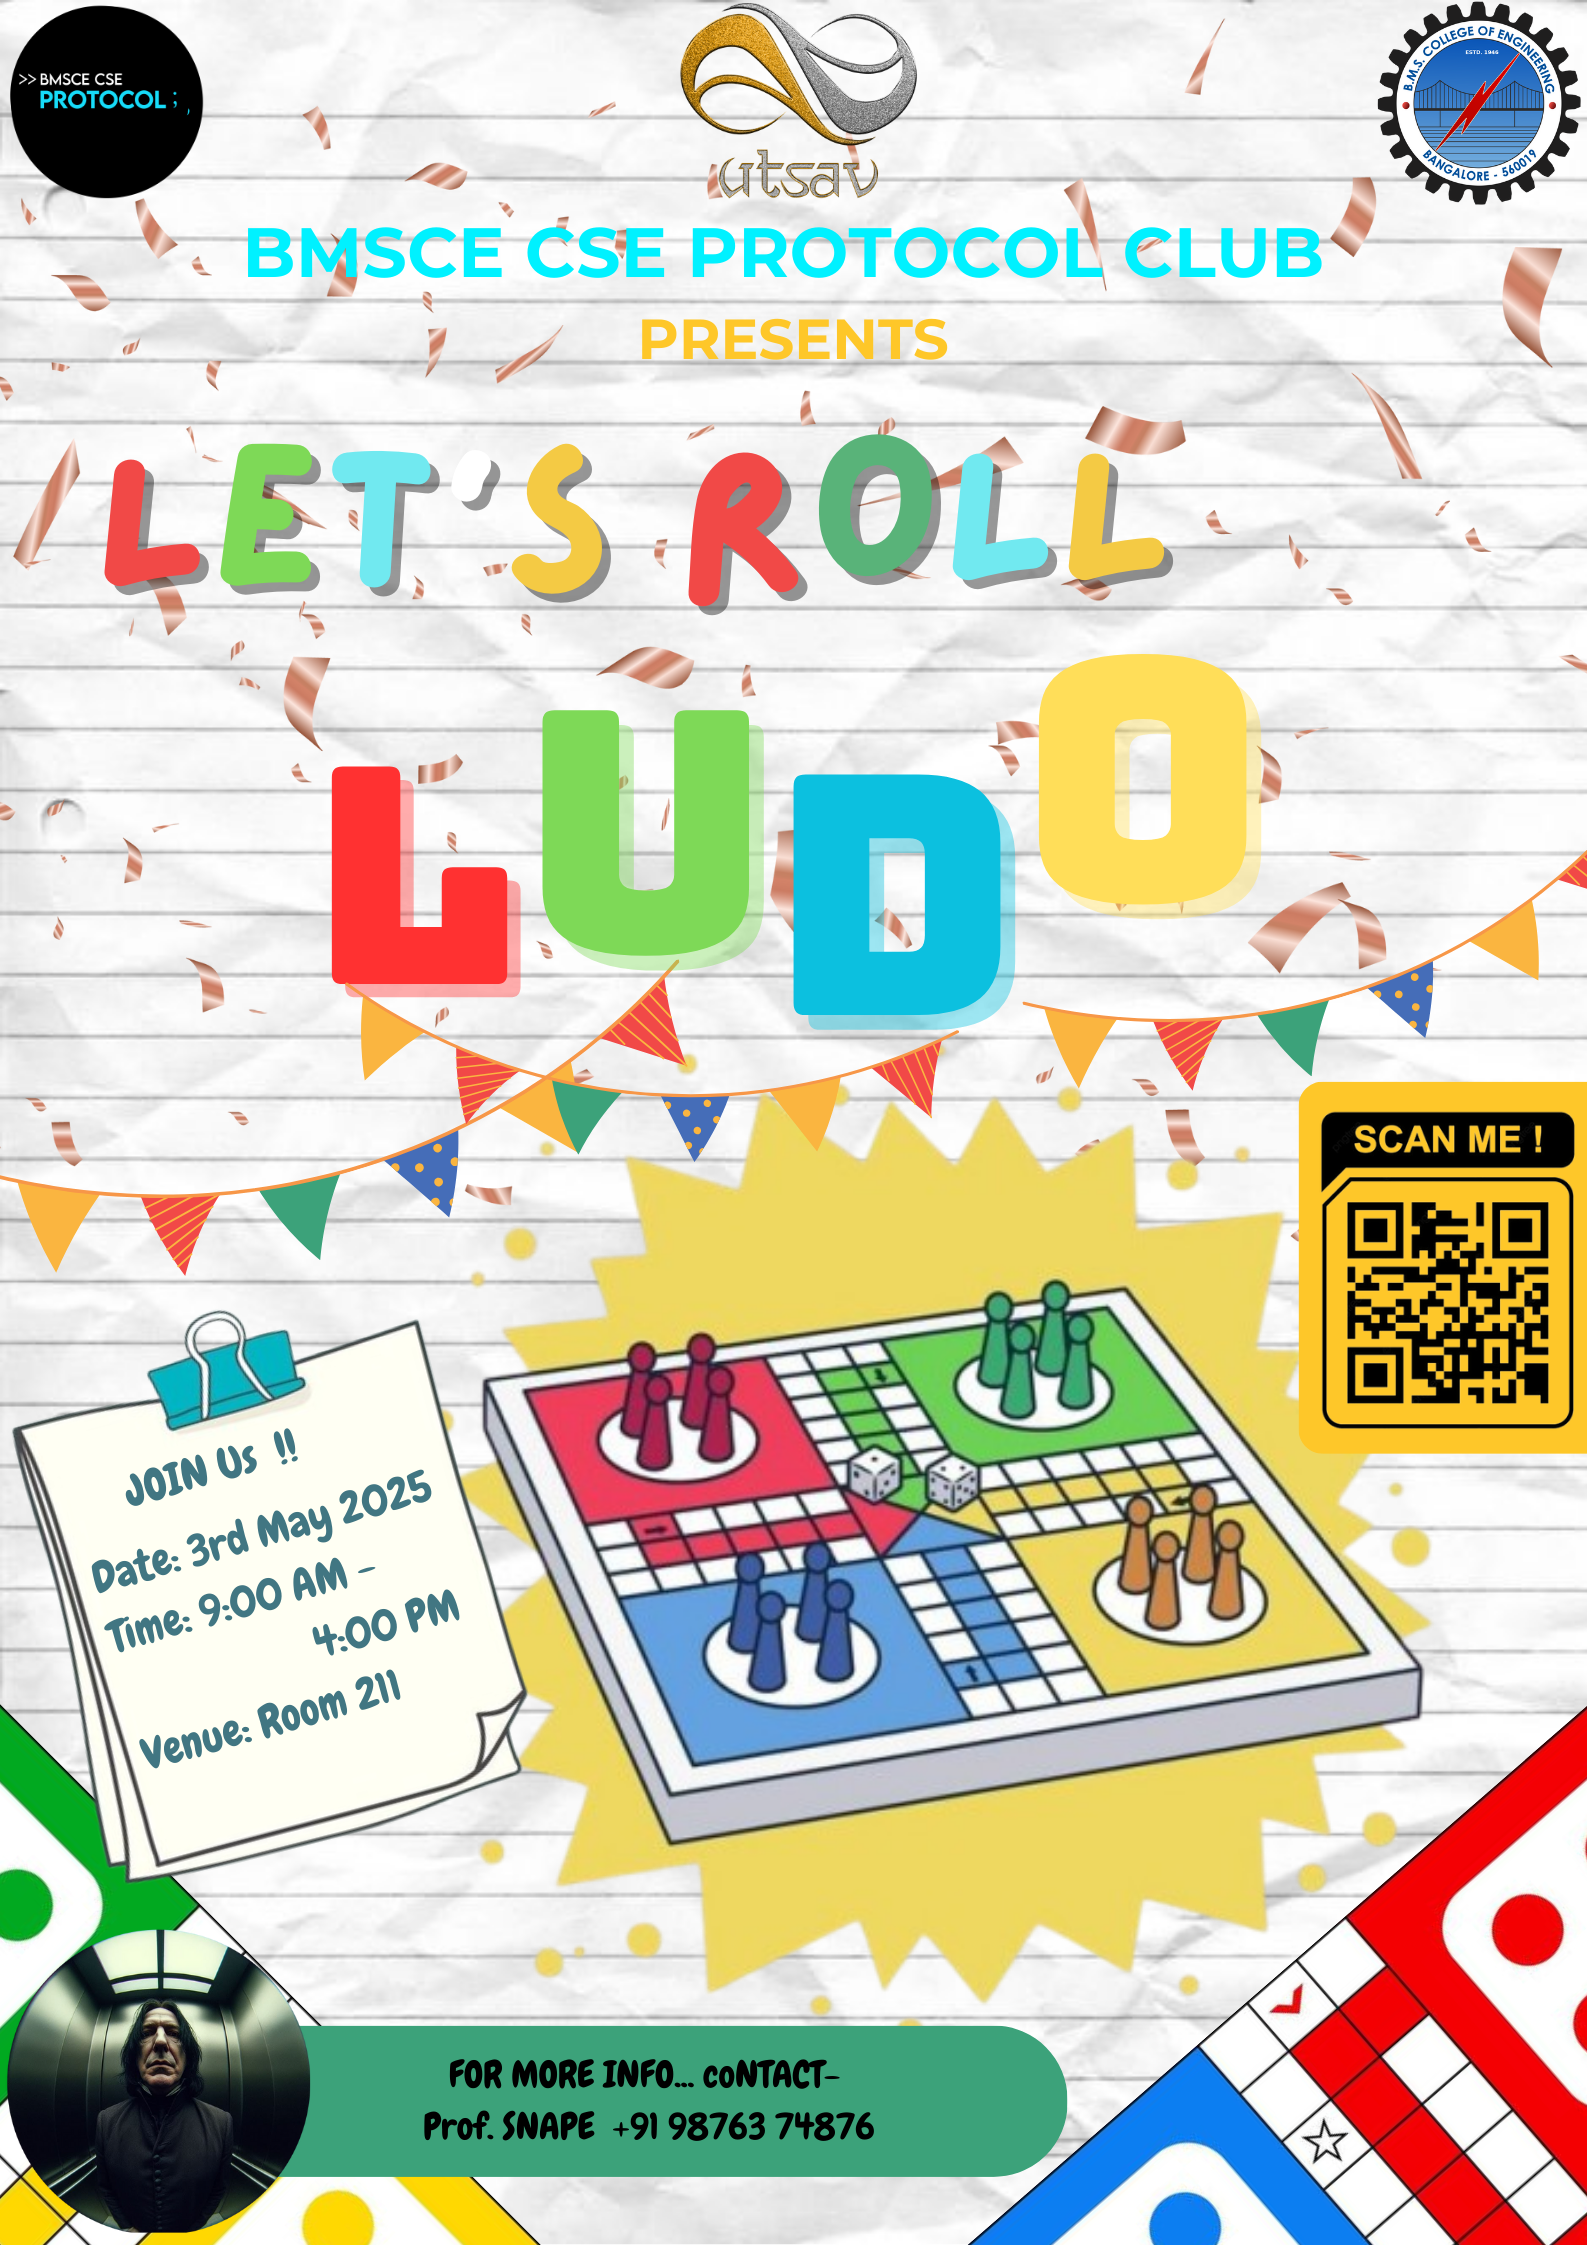 >> BMSCE CSE
PROTOCOL ;
utsav
B.M.S. COLLEGE OF ENGINEERING
ESTD. 1946
BANGALORE - 560019
BMSCE CSE PROTOCOL CLUB
PRESENTS
LET'S ROLL
LUDO
SCAN ME !
JOIN Us !!
Date: 3rd May 2025
Time: 9:00 AM -
4:00 PM
Venue: Room 211
FOR MORE INFO... coNTACT-
Prof. SNAPE +91 98763 74876